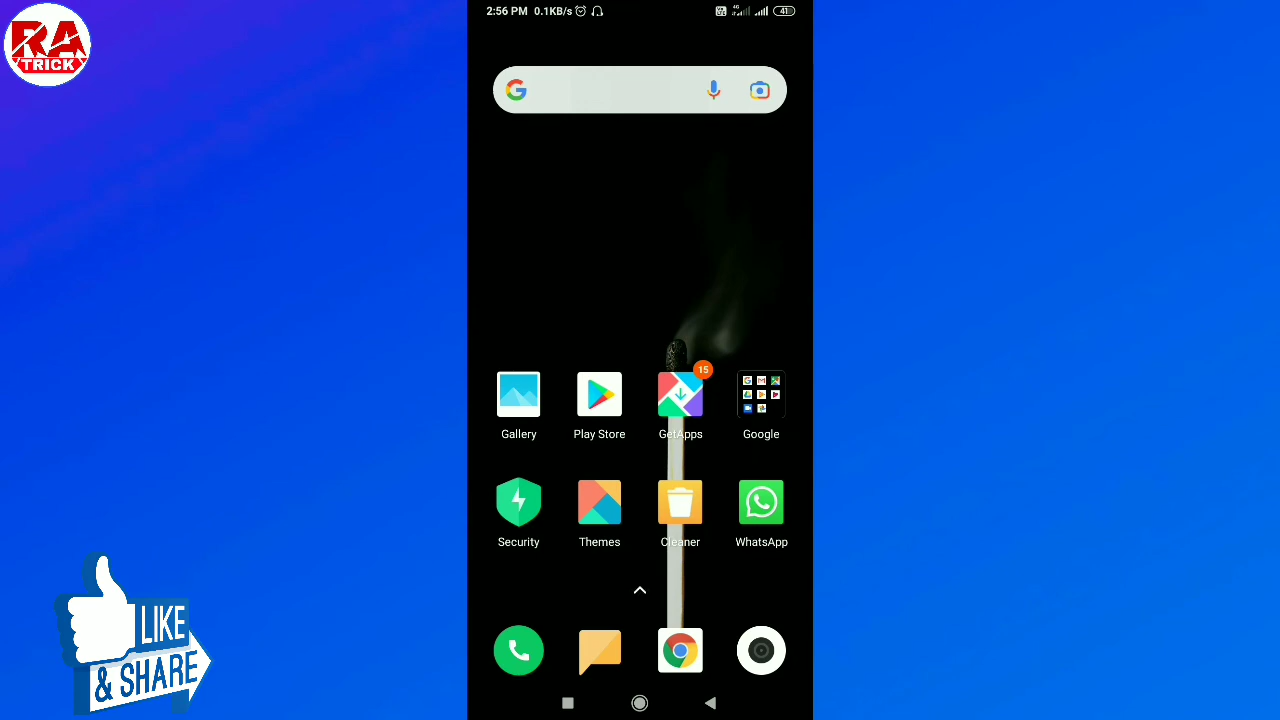 RA
TRICK
2:56 PM 0.1KB/s
4G
41
15
Gallery
Play Store
GetApps
Google
Security
Themes
Cleaner
WhatsApp
LIKE
& SHARE